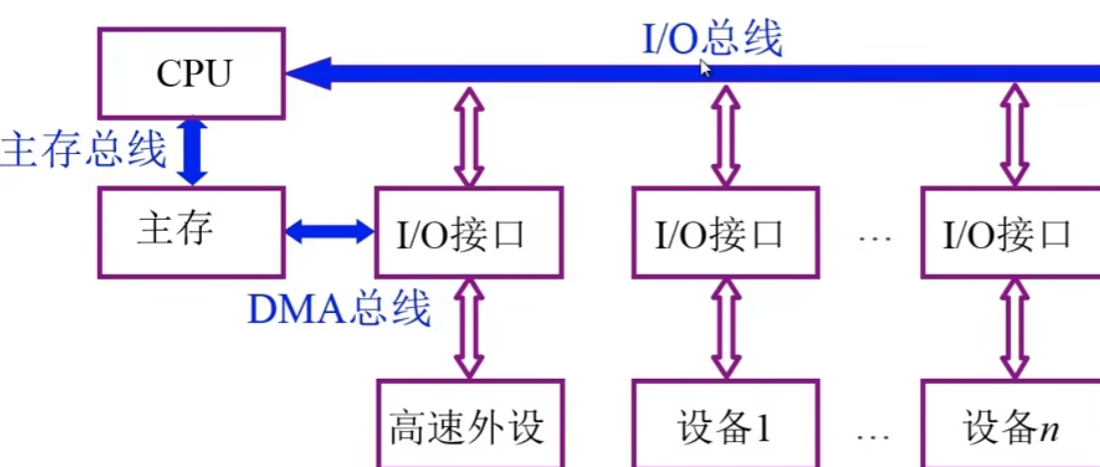 I/O总线
CPU
主存总线
主存
I/O接口
I/O接口
…
I/O接口
DMA总线
高速外设
设备1
…
设备n